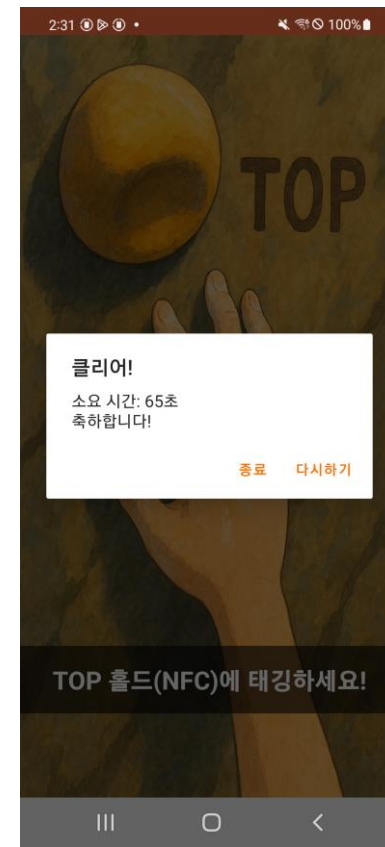 2:31
100%
TOP
클리어!
소요 시간: 65초
축하합니다!
종료 다시하기
TOP 홀드(NFC)에 태깅하세요!